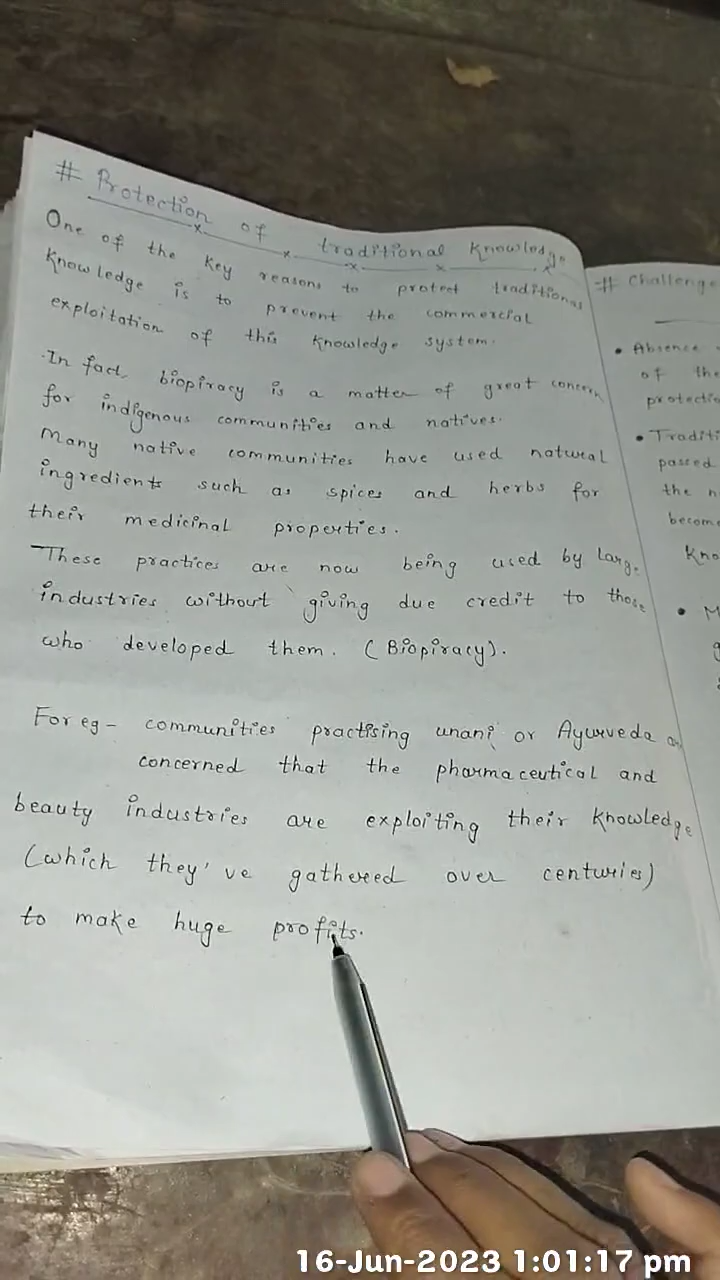 # Protection of traditional Knowledge
One of the key reasons to protect traditional
Knowledge is to prevent the commercial
exploitation of this Knowledge system.
In fact, biopiracy is a matter of great concern
for indigenous communities and natives.
Many native communities have used natural
ingredients such as spices and herbs for
their medicinal properties.
These practices are now being used by large
industries without giving due credit to those
who developed them. (Biopiracy).
For eg - communities practising unani or Ayurveda
concerned that the pharmaceutical and
beauty industries are exploiting their Knowledge
(which they've gathered over centuries)
to make huge profits.
# Challenge
• Absence
of the
protectio
• Traditi
passed
the n
become
Kno
• M
16-Jun-2023 1:01:17 pm